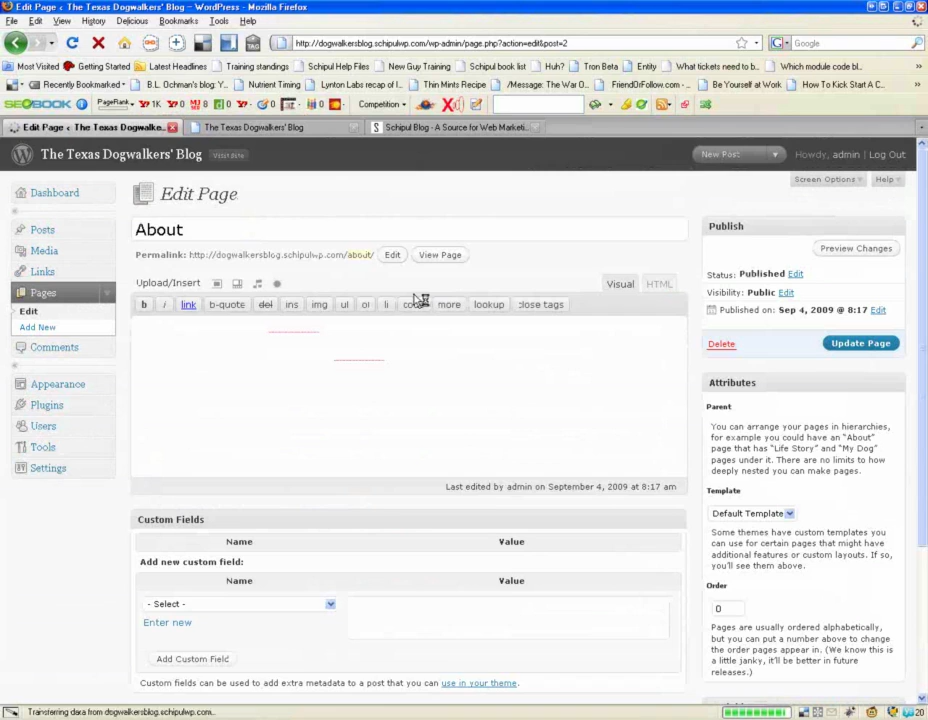 Edit Page ‹ The Texas Dogwalkers' Blog — WordPress - Mozilla Firefox
File Edit View History Delicious Bookmarks Tools Help
http://dogwalkersblog.schipulwp.com/wp-admin/page.php?action=edit&post=2
Google
Most Visited Getting Started Latest Headlines Training standings Schipul Help Files New Guy Training Schipul book list Huh? Tron Beta Entity What tickets need to b... Which module code bl...
Recently Bookmarked B.L. Ochman's blog: Y... Nutrient Timing Lynton Labs recap of I... Thin Mints Recipe /Message: The War O... FriendOrFollow.com - ... Be Yourself at Work How To Kick Start A C...
SEOBOOK PageRank 1K 0 8 0 0 0 1 Competition
Edit Page ‹ The Texas Dogwalke... The Texas Dogwalkers' Blog Schipul Blog - A Source for Web Marketi...
The Texas Dogwalkers' Blog Visit Site New Post Howdy, admin | Log Out
Screen Options Help
Dashboard
Posts
Media
Links
Pages
Edit
Add New
Comments
Appearance
Plugins
Users
Tools
Settings
Edit Page
About
Permalink: http://dogwalkersblog.schipulwp.com/about/ Edit View Page
Upload/Insert Visual HTML
b i link b-quote del ins img ul ol li more lookup close tags
Last edited by admin on September 4, 2009 at 8:17 am
Custom Fields
Name Value
Add new custom field:
Name Value
- Select -
Enter new
Add Custom Field
Custom fields can be used to add extra metadata to a post that you can use in your theme.
Publish
Preview Changes
Status: Published Edit
Visibility: Public Edit
Published on: Sep 4, 2009 @ 8:17 Edit
Delete Update Page
Attributes
Parent
You can arrange your pages in hierarchies,
for example you could have an "About"
page that has "Life Story" and "My Dog"
pages under it. There are no limits to how
deeply nested you can make pages.
Template
Default Template
Some themes have custom templates you
can use for certain pages that might have
additional features or custom layouts. If so,
you'll see them above.
Order
0
Pages are usually ordered alphabetically,
but you can put a number above to change
the order pages appear in. (We know this is
a little janky, it'll be better in future
releases.)
Transferring data from dogwalkersblog.schipulwp.com...
20